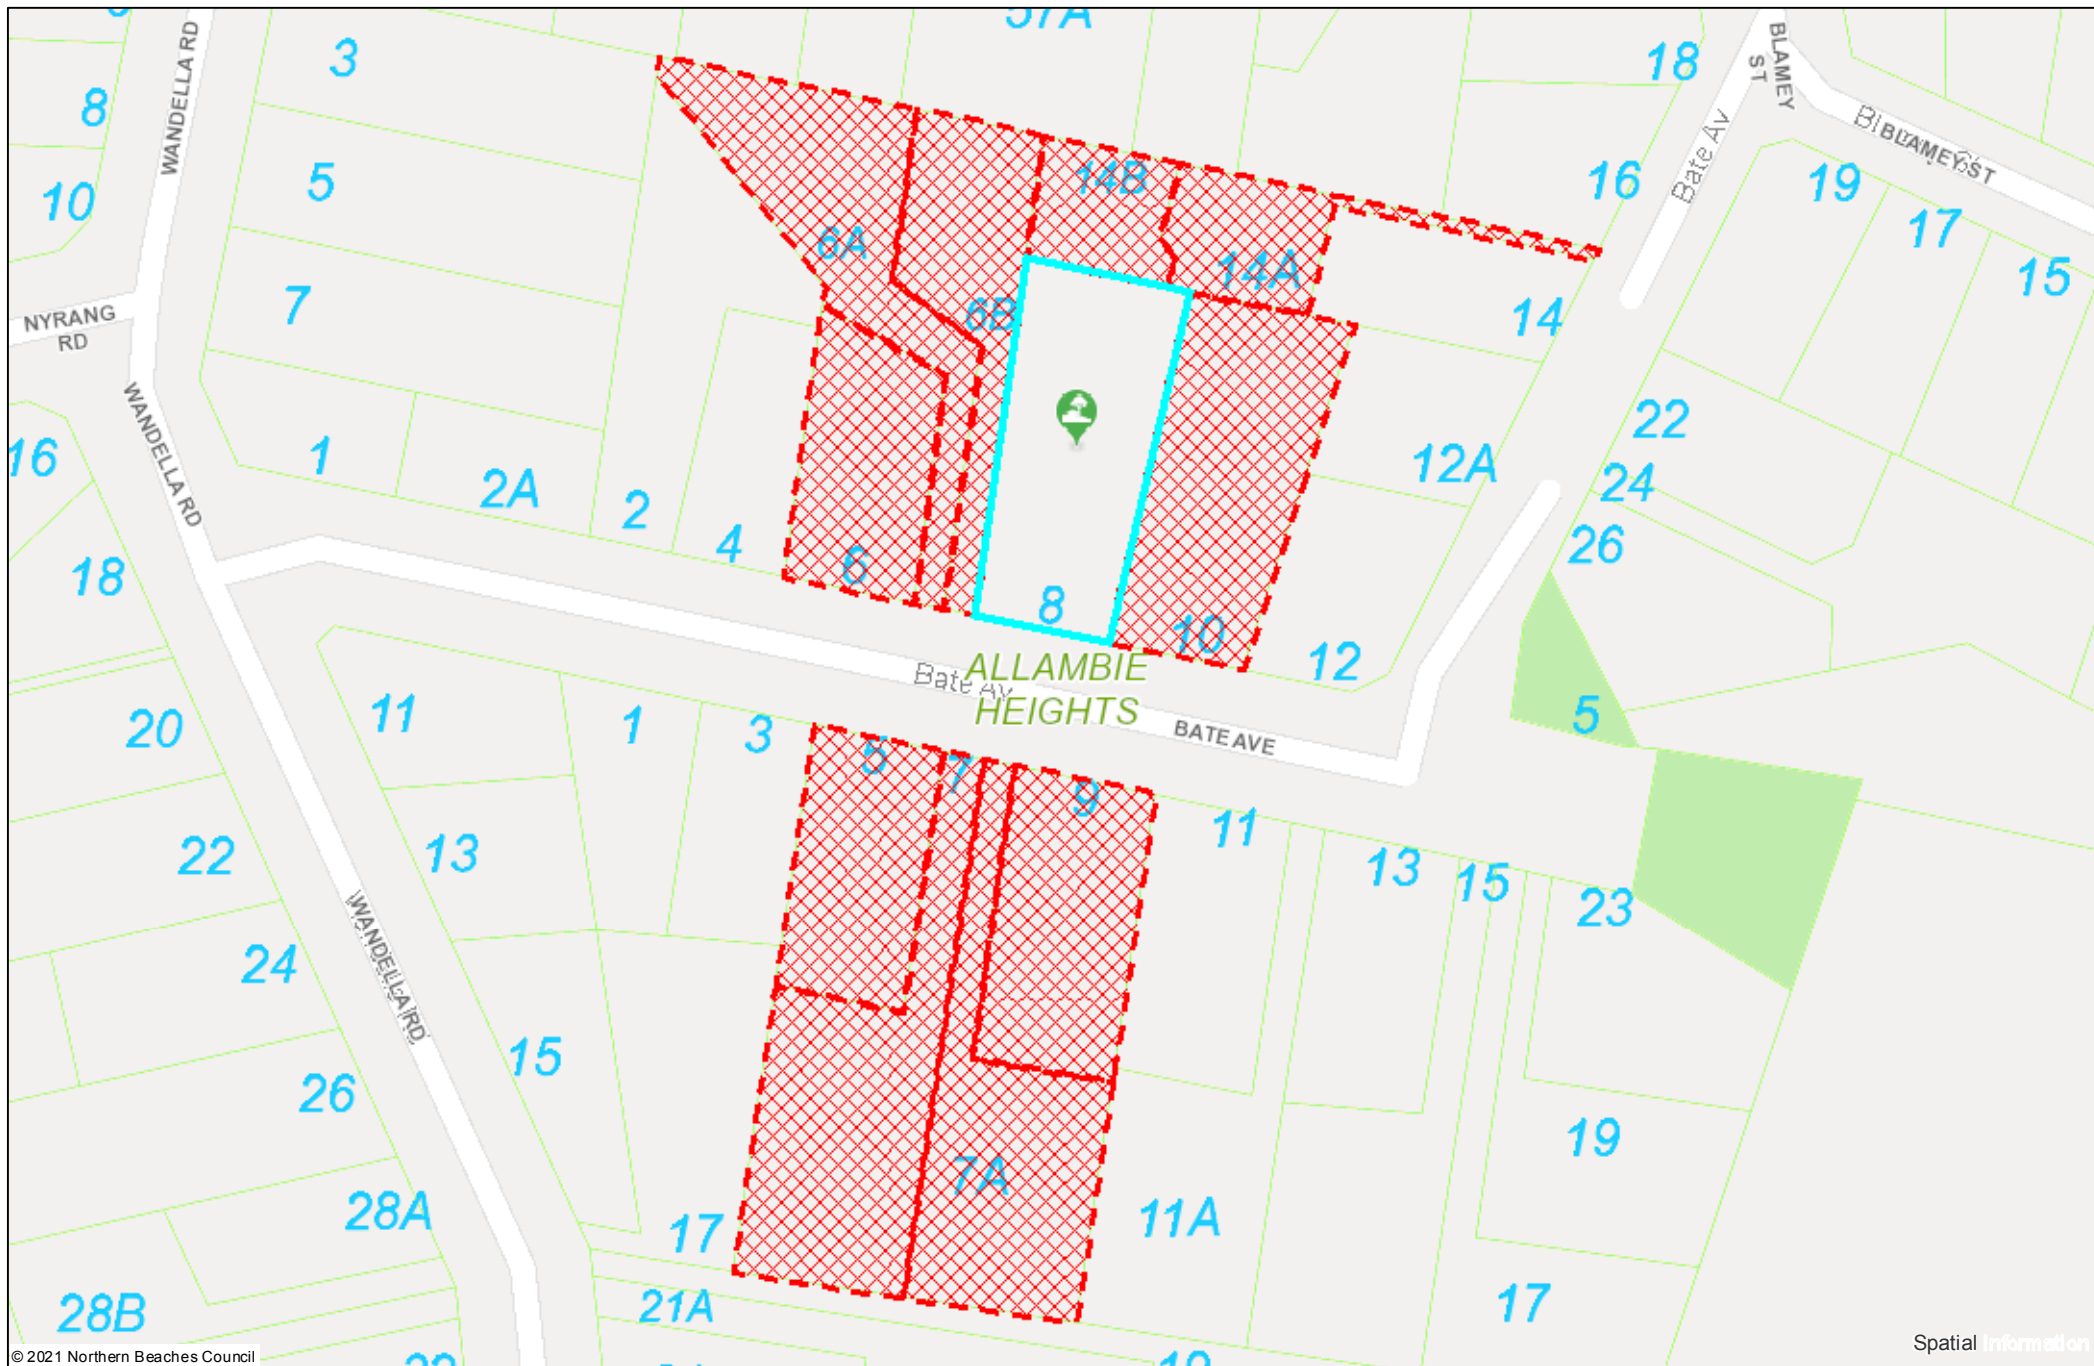 57A
3
18
8
WANDELLA RD
BLAMEY
ST
Bate Av
BLAMEY ST
5
14B
16
19
10
17
6A
14A
15
7
6B
14
NYRANG
RD
WANDELLA RD
22
16
1
2A
12A
24
2
4
26
18
6
8
10
12
ALLAMBIE
HEIGHTS
Bate Av
BATE AVE
11
1
3
5
7
9
5
20
11
22
13
13
15
23
WANDELLA RD
24
15
26
19
7A
28A
17
11A
28B
21A
17
Spatial Information
© 2021 Northern Beaches Council